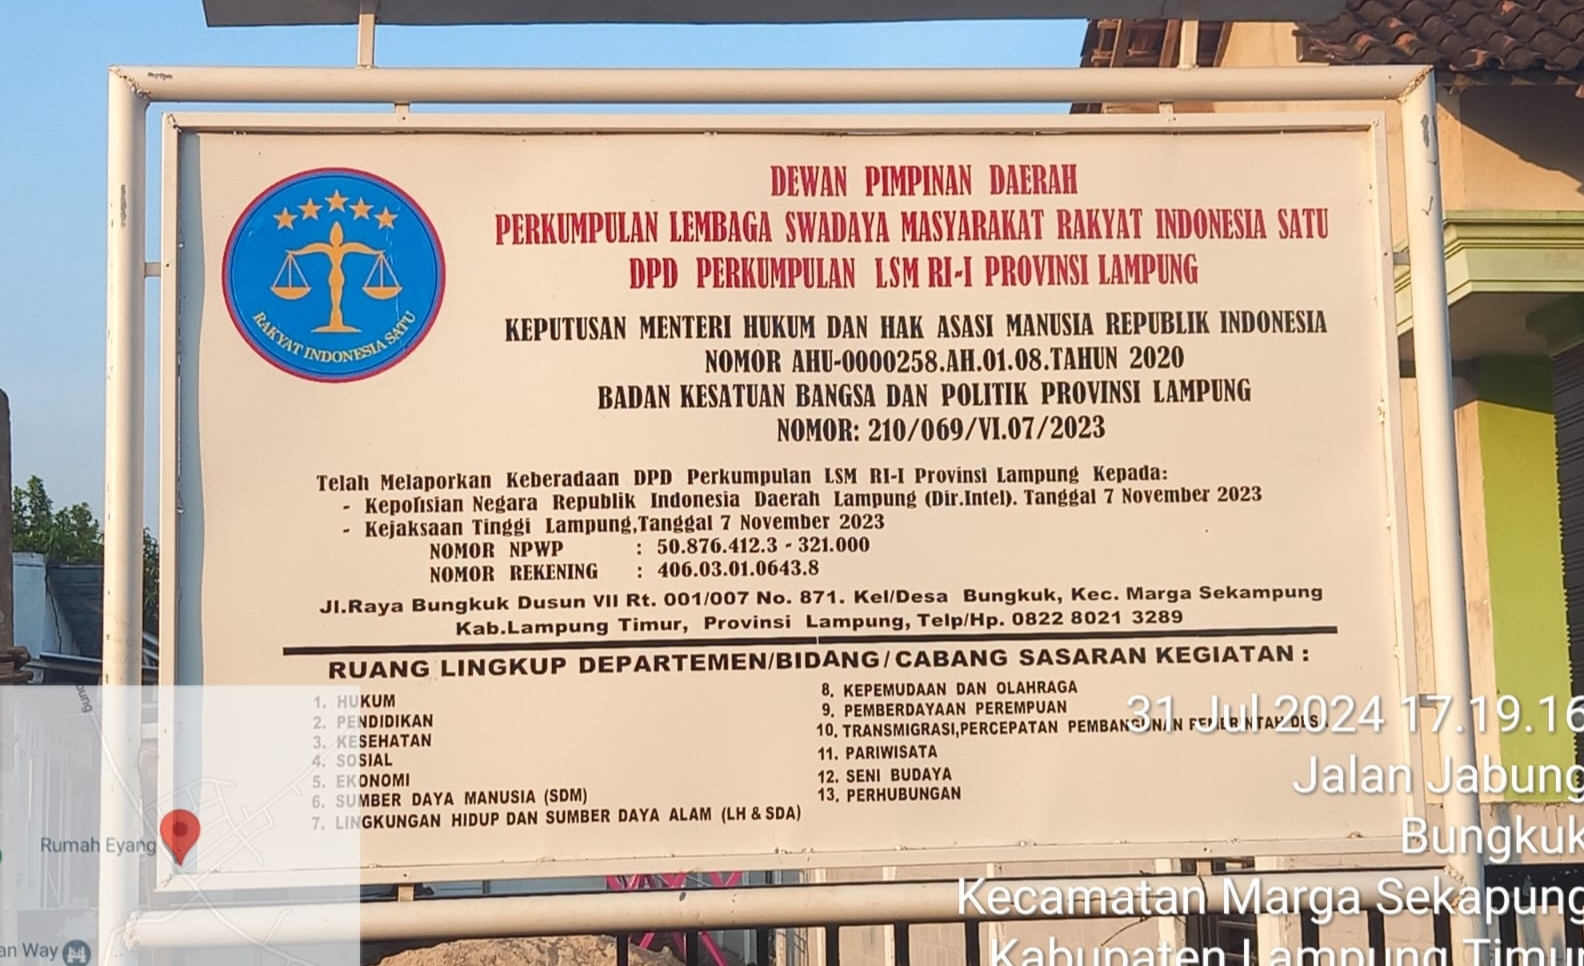 DEWAN PIMPINAN DAERAH
PERKUMPULAN LEMBAGA SWADAYA MASYARAKAT RAKYAT INDONESIA SATU
DPD PERKUMPULAN LSM RI-I PROVINSI LAMPUNG
RAKYAT INDONESIA SATU
KEPUTUSAN MENTERI HUKUM DAN HAK ASASI MANUSIA REPUBLIK INDONESIA
NOMOR AHU-0000258.AH.01.08.TAHUN 2020
BADAN KESATUAN BANGSA DAN POLITIK PROVINSI LAMPUNG
NOMOR: 210/069/VI.07/2023
Telah Melaporkan Keberadaan DPD Perkumpulan LSM RI-I Provinsi Lampung Kepada:
- Kepolisian Negara Republik Indonesia Daerah Lampung (Dir.Intel). Tanggal 7 November 2023
- Kejaksaan Tinggi Lampung,Tanggal 7 November 2023
NOMOR NPWP : 50.876.412.3 - 321.000
NOMOR REKENING : 406.03.01.0643.8
Jl.Raya Bungkuk Dusun VII Rt. 001/007 No. 871. Kel/Desa Bungkuk, Kec. Marga Sekampung
Kab.Lampung Timur, Provinsi Lampung, Telp/Hp. 0822 8021 3289
RUANG LINGKUP DEPARTEMEN/BIDANG/CABANG SASARAN KEGIATAN :
1. HUKUM
2. PENDIDIKAN
3. KESEHATAN
4. SOSIAL
5. EKONOMI
6. SUMBER DAYA MANUSIA (SDM)
7. LINGKUNGAN HIDUP DAN SUMBER DAYA ALAM (LH & SDA)
8. KEPEMUDAAN DAN OLAHRAGA
9. PEMBERDAYAAN PEREMPUAN
10. TRANSMIGRASI,PERCEPATAN PEMBANGUNAN PEMERINTAH DESA
11. PARIWISATA
12. SENI BUDAYA
13. PERHUBUNGAN
31 Jul 2024 17.19.16
Jalan Jabung
Bungkuk
Kecamatan Marga Sekapung
Kabupaten Lampung Timur
Rumah Eyang
an Way